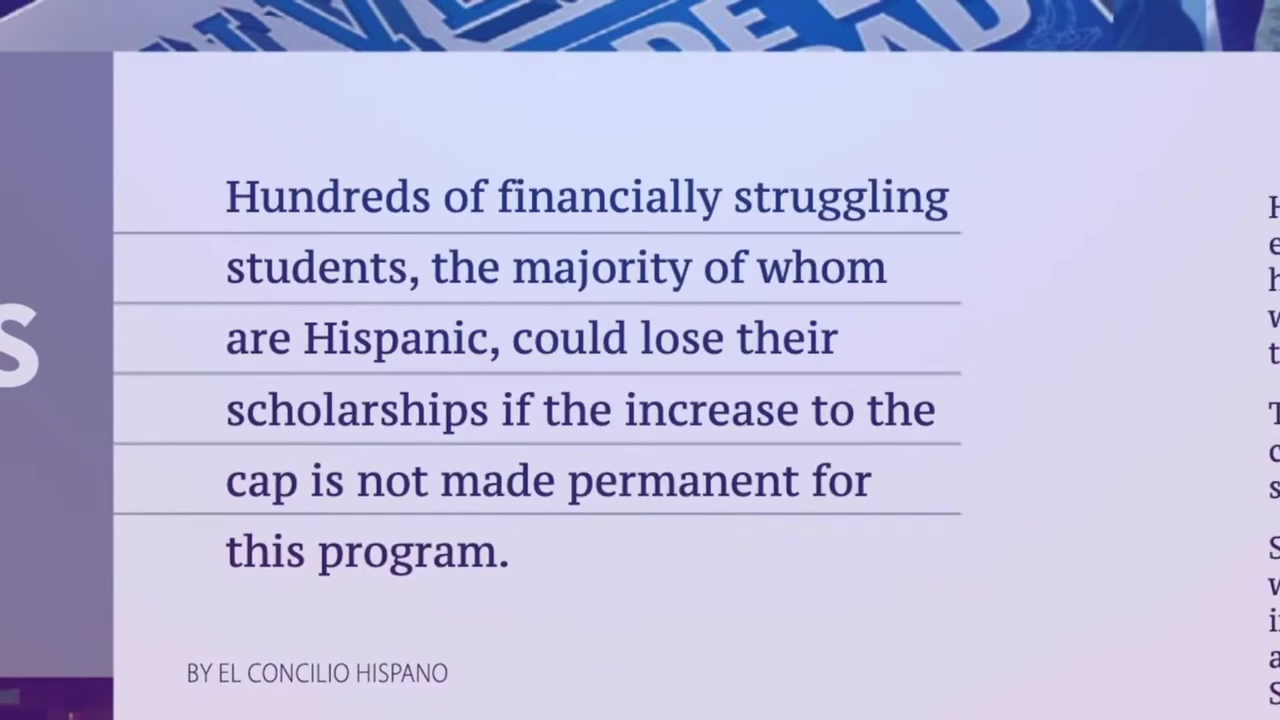 DE
Hundreds of financially struggling
students, the majority of whom
are Hispanic, could lose their
scholarships if the increase to the
cap is not made permanent for
this program.
BY EL CONCILIO HISPANO
S